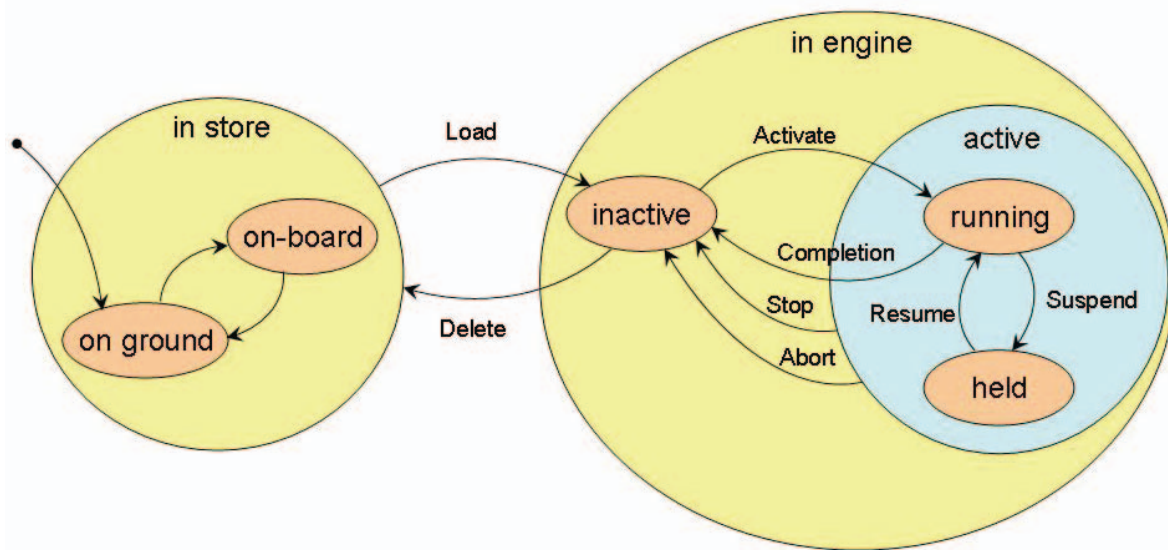 in engine
in store
Load
Activate
active
on-board
inactive
running
Completion
Stop
Resume
Suspend
on ground
Delete
Abort
held